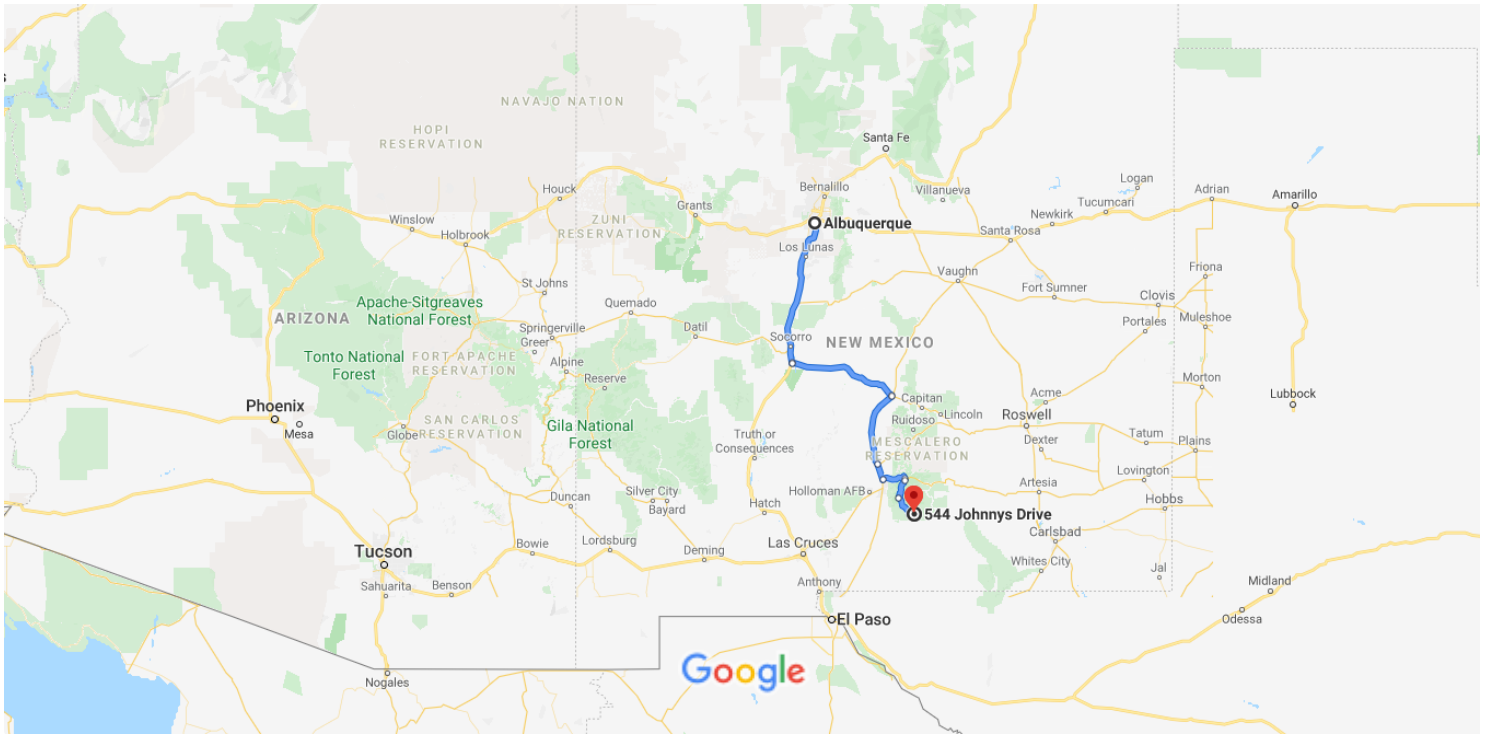 NAVAJO NATION
HOPI
RESERVATION
Santa Fe
Logan
Houck
Bernalillo
Villanueva
Adrian
Amarillo
Grants
Tucumcari
Winslow
ZUNI
RESERVATION
Albuquerque
Newkirk
Holbrook
Santa Rosa
Los Lunas
Vaughn
Friona
St Johns
Fort Sumner
Clovis
Apache-Sitgreaves
National Forest
Quemado
ARIZONA
Springerville
Datil
Socorro
Portales
Muleshoe
Greer
NEW MEXICO
Tonto National
Forest
FORT APACHE
RESERVATION
Alpine
Reserve
Morton
Lubbock
Phoenix
Mesa
Capitan
Acme
Lincoln
Roswell
Ruidoso
SAN CARLOS
RESERVATION
Globe
Gila National
Forest
Truth or
Consequences
MESCALERO
RESERVATION
Dexter
Tatum
Plains
Lovington
Duncan
Silver City
Bayard
Holloman AFB
Artesia
Hobbs
Hatch
544 Johnnys Drive
Carlsbad
Tucson
Bowie
Lordsburg
Deming
Las Cruces
Whites City
Jal
Sahuarita
Benson
Anthony
Midland
El Paso
Odessa
Nogales
Google